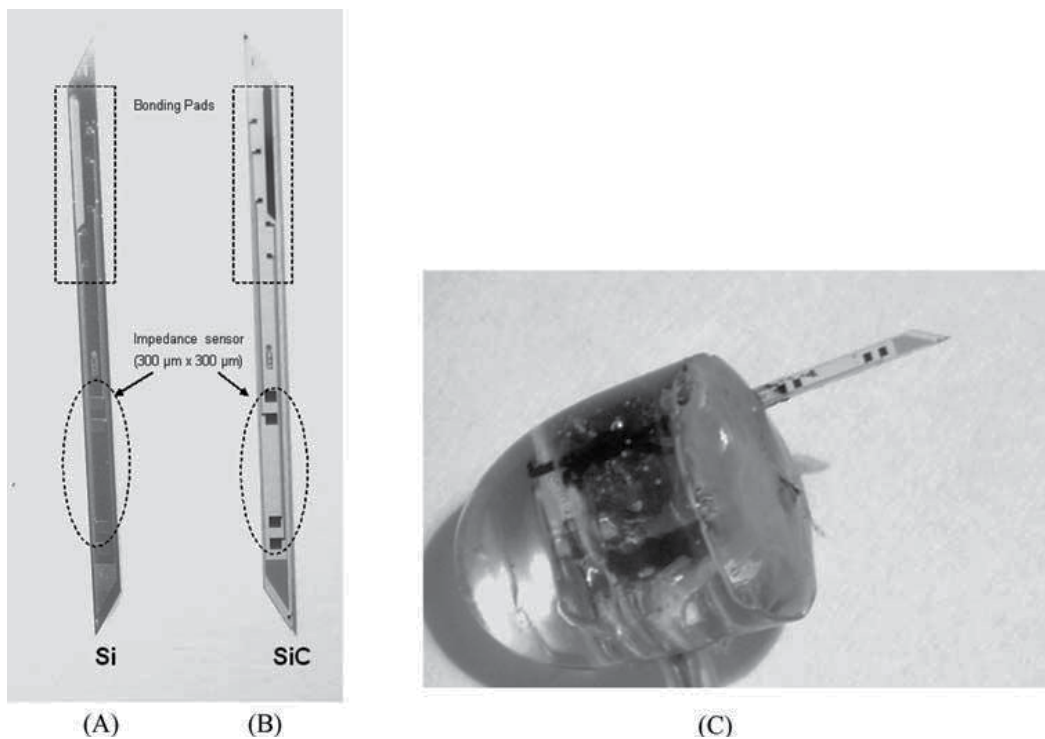 Bonding Pads
Impedance sensor
(300 µm x 300 µm)
Si
SiC
(A)
(B)
(C)